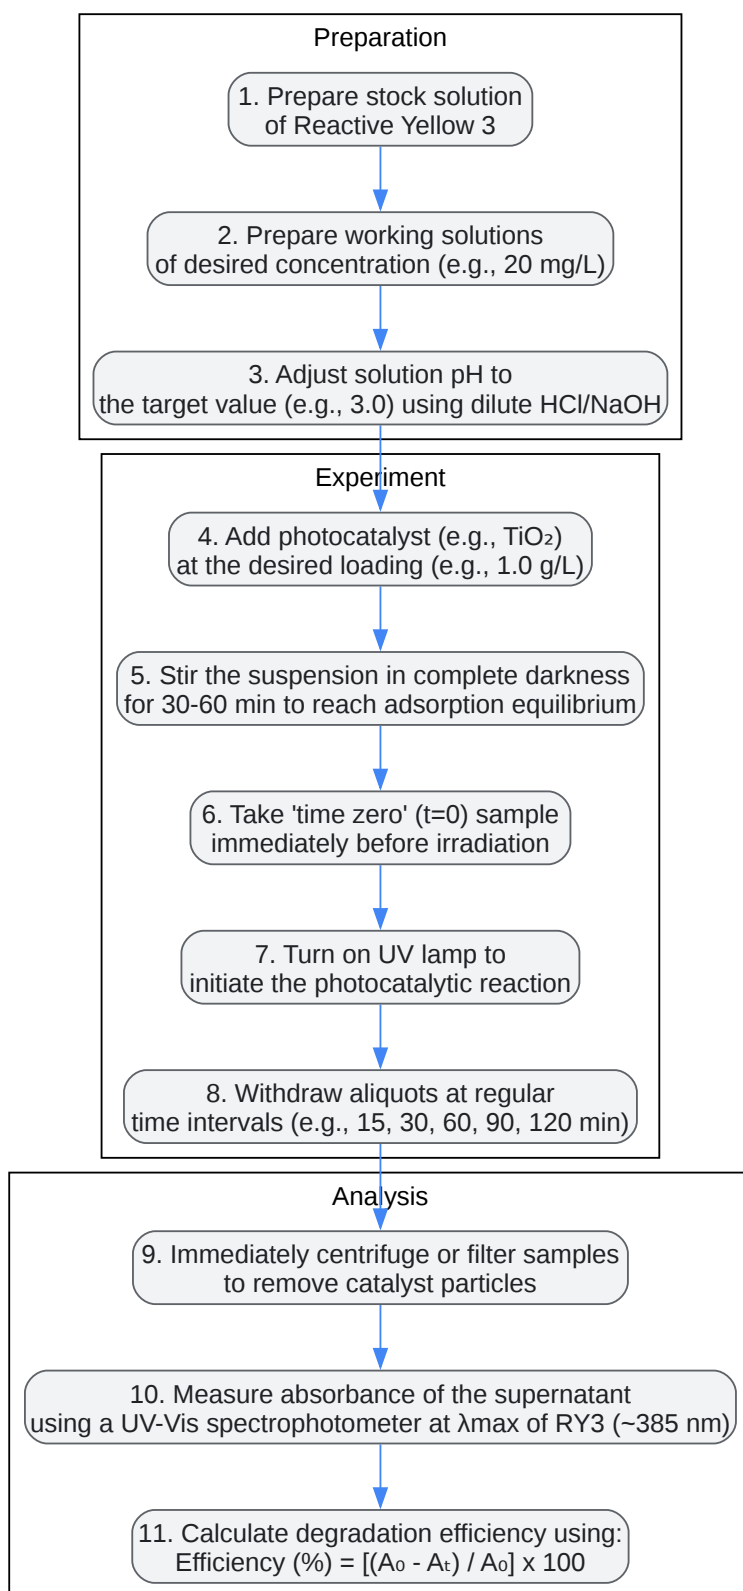 Preparation
1. Prepare stock solution
of Reactive Yellow 3
2. Prepare working solutions
of desired concentration (e.g., 20 mg/L)
3. Adjust solution pH to
the target value (e.g., 3.0) using dilute HCl/NaOH
Experiment
4. Add photocatalyst (e.g., TiO₂)
at the desired loading (e.g., 1.0 g/L)
5. Stir the suspension in complete darkness
for 30-60 min to reach adsorption equilibrium
6. Take 'time zero' (t=0) sample
immediately before irradiation
7. Turn on UV lamp to
initiate the photocatalytic reaction
8. Withdraw aliquots at regular
time intervals (e.g., 15, 30, 60, 90, 120 min)
Analysis
9. Immediately centrifuge or filter samples
to remove catalyst particles
10. Measure absorbance of the supernatant
using a UV-Vis spectrophotometer at λmax of RY3 (~385 nm)
11. Calculate degradation efficiency using:
Efficiency (%) = [(A₀ - Aₜ) / A₀] x 100